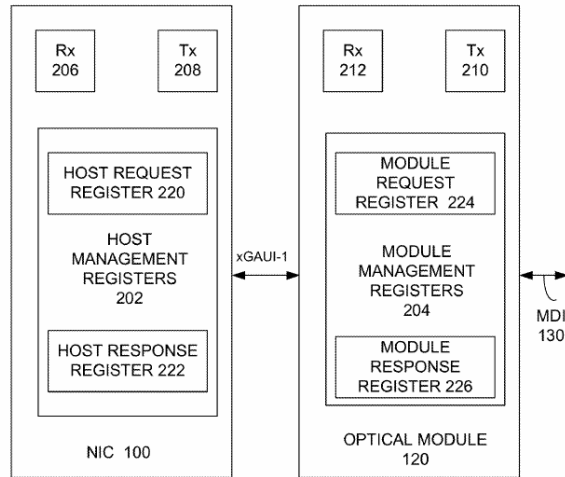 Rx
206
Tx
208
HOST REQUEST
REGISTER 220
HOST
MANAGEMENT
REGISTERS
202
HOST RESPONSE
REGISTER 222
NIC 100
xGAUI-1
Rx
212
Tx
210
MODULE
REQUEST
REGISTER 224
MODULE
MANAGEMENT
REGISTERS
204
MODULE
RESPONSE
REGISTER 226
OPTICAL MODULE
120
MDI
130